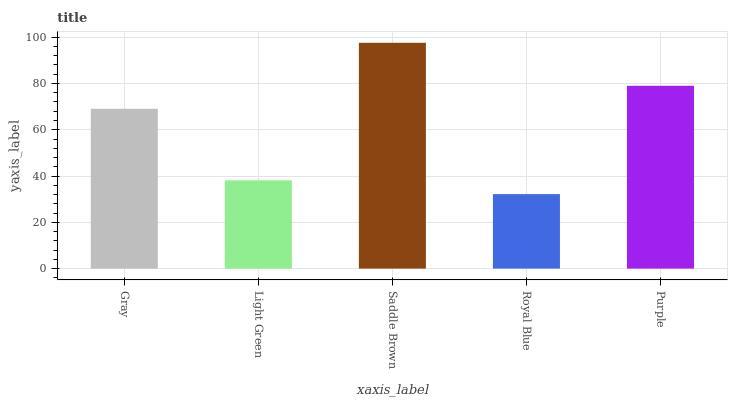 title
yaxis_label
100
80
60
40
20
0
Gray
Light Green
Saddle Brown
Royal Blue
Purple
xaxis_label